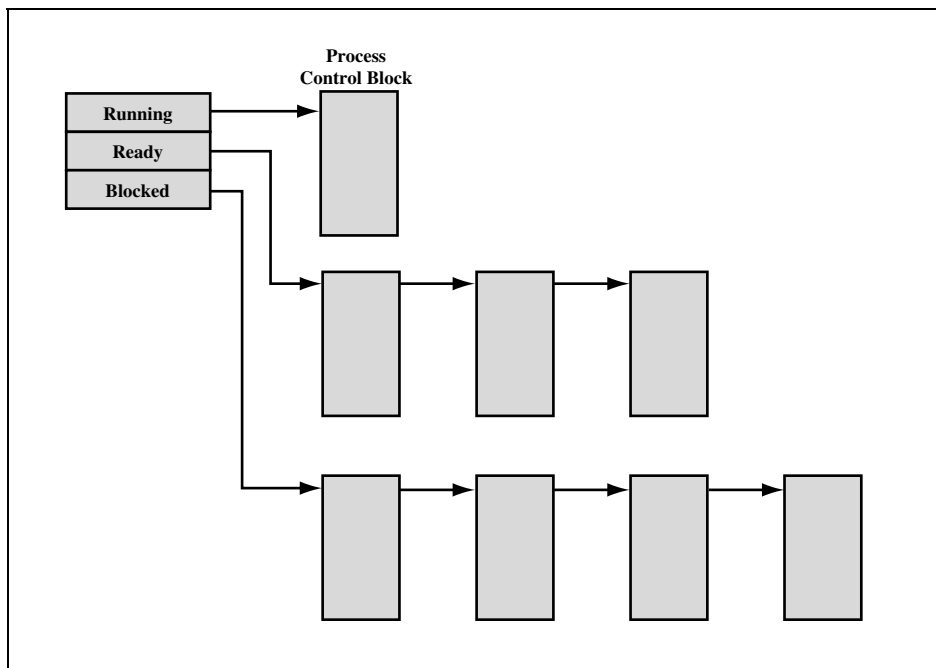 Process
Control Block
Running
Ready
Blocked